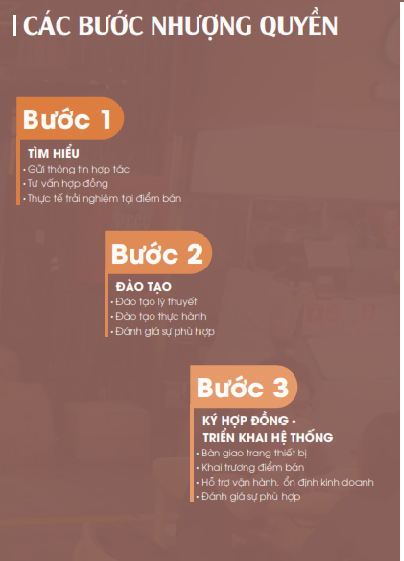 CÁC BƯỚC NHƯỢNG QUYỀN
Bước 1
TÌM HIỂU
• Gửi thông tin hợp tác
• Tư vấn hợp đồng
• Thực tế trải nghiệm tại điểm bán
Bước 2
ĐÀO TẠO
• Đào tạo lý thuyết
• Đào tạo thực hành
• Đánh giá sự phù hợp
Bước 3
KÝ HỢP ĐỒNG -
TRIỂN KHAI HỆ THỐNG
• Bàn giao trang thiết bị
• Khai trương điểm bán
• Hỗ trợ vận hành, ổn định kinh doanh
• Đánh giá sự phù hợp